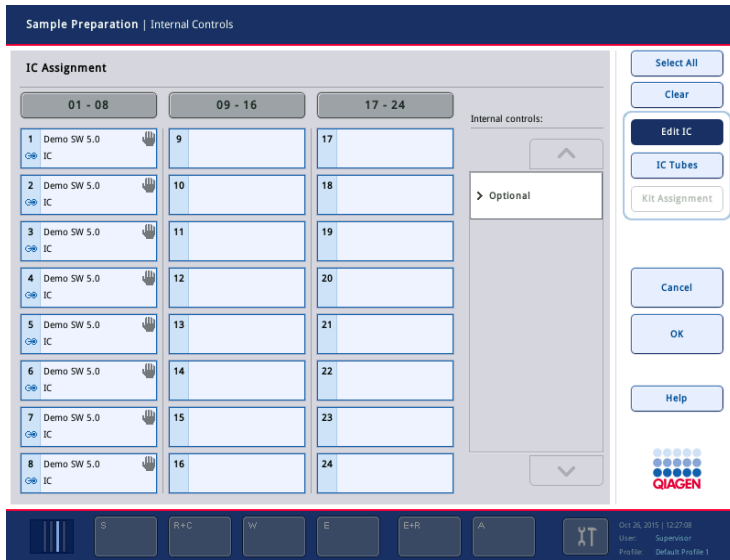 Sample Preparation | Internal Controls
IC Assignment
01 - 08
09 - 16
17 - 24
Internal controls:
1 Demo SW 5.0
IC
9
17
2 Demo SW 5.0
IC
10
18
Optional
3 Demo SW 5.0
IC
11
19
4 Demo SW 5.0
IC
12
20
5 Demo SW 5.0
IC
13
21
6 Demo SW 5.0
IC
14
22
7 Demo SW 5.0
IC
15
23
8 Demo SW 5.0
IC
16
24
Select All
Clear
Edit IC
IC Tubes
Kit Assignment
Cancel
OK
Help
QIAGEN
S
R+C
W
E
E+R
A
Oct 26, 2015 | 12:27:08
User: Supervisor
Profile: Default Profile 1